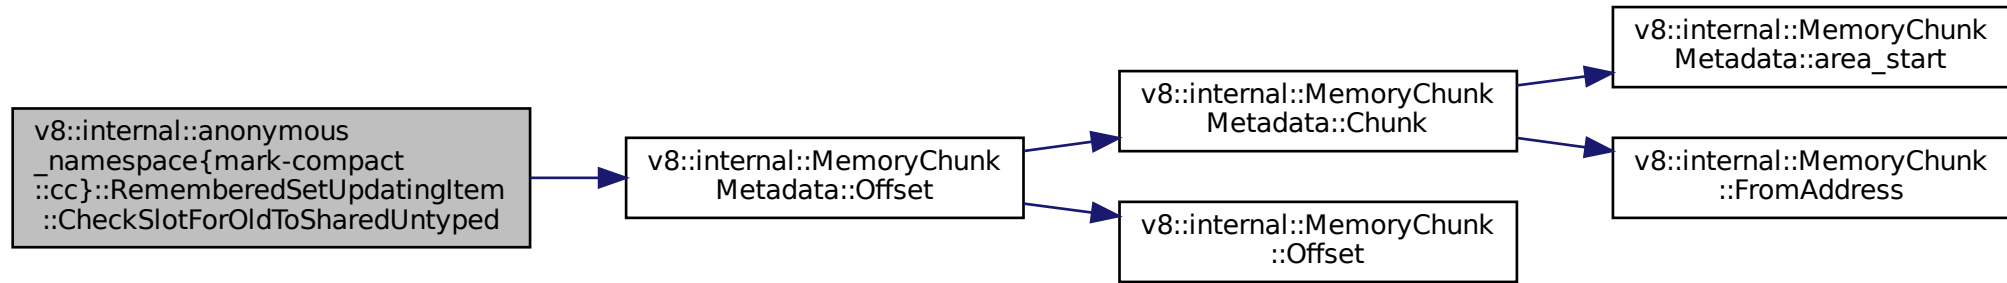 v8::internal::anonymous
_namespace{mark-compact
::cc}::RememberedSetUpdatingItem
::CheckSlotForOldToSharedUntyped
v8::internal::MemoryChunk
Metadata::Offset
v8::internal::MemoryChunk
Metadata::Chunk
v8::internal::MemoryChunk
::Offset
v8::internal::MemoryChunk
Metadata::area_start
v8::internal::MemoryChunk
::FromAddress